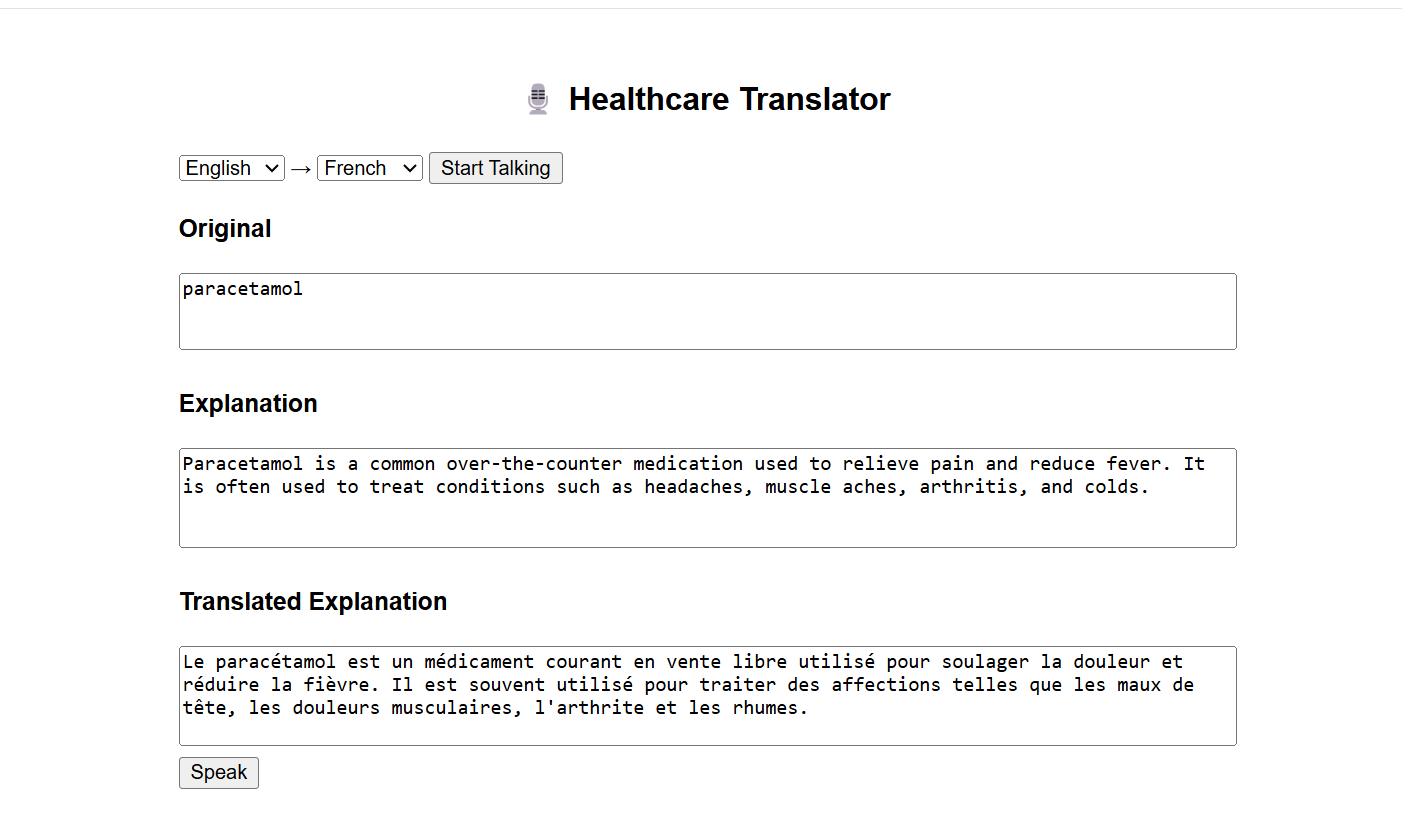 🎙️ Healthcare Translator
English → French Start Talking
Original
paracetamol
Explanation
Paracetamol is a common over-the-counter medication used to relieve pain and reduce fever. It
is often used to treat conditions such as headaches, muscle aches, arthritis, and colds.
Translated Explanation
Le paracétamol est un médicament courant en vente libre utilisé pour soulager la douleur et
réduire la fièvre. Il est souvent utilisé pour traiter des affections telles que les maux de
tête, les douleurs musculaires, l'arthrite et les rhumes.
Speak